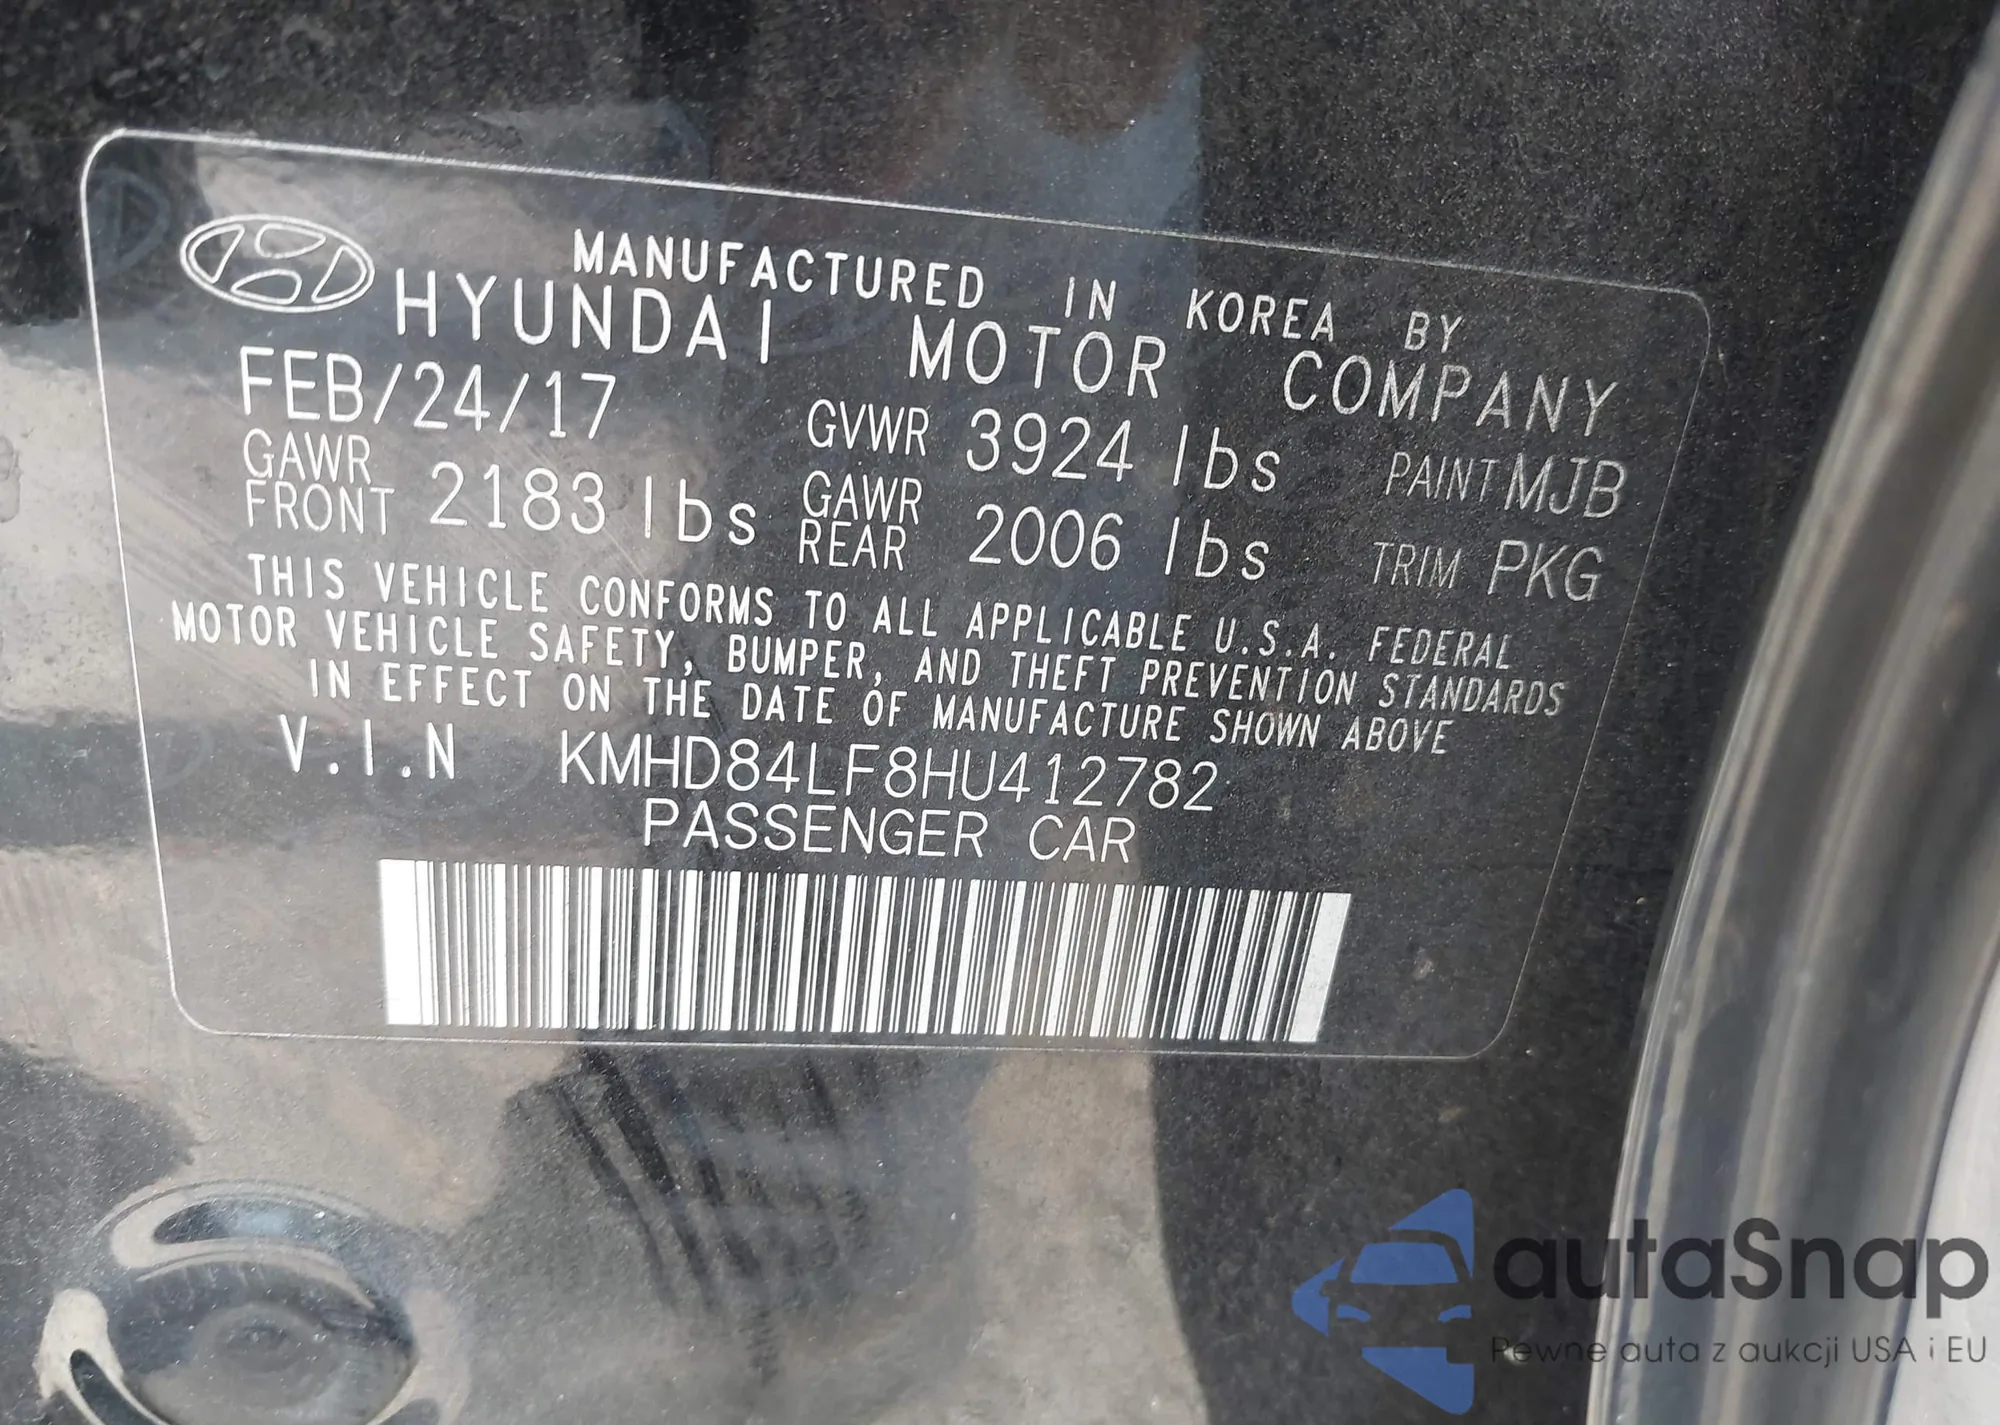 MANUFACTURED IN KOREA BY
HYUNDAI MOTOR COMPANY
FEB/24/17 GVWR 3924 lbs PAINT MJB
GAWR FRONT 2183 lbs GAWR REAR 2006 lbs TRIM PKG
THIS VEHICLE CONFORMS TO ALL APPLICABLE U.S.A. FEDERAL
MOTOR VEHICLE SAFETY, BUMPER, AND THEFT PREVENTION STANDARDS
IN EFFECT ON THE DATE OF MANUFACTURE SHOWN ABOVE
V.I.N KMHD84LF8HU412782
PASSENGER CAR
autaSnap
Pewne auta z aukcji USA i EU